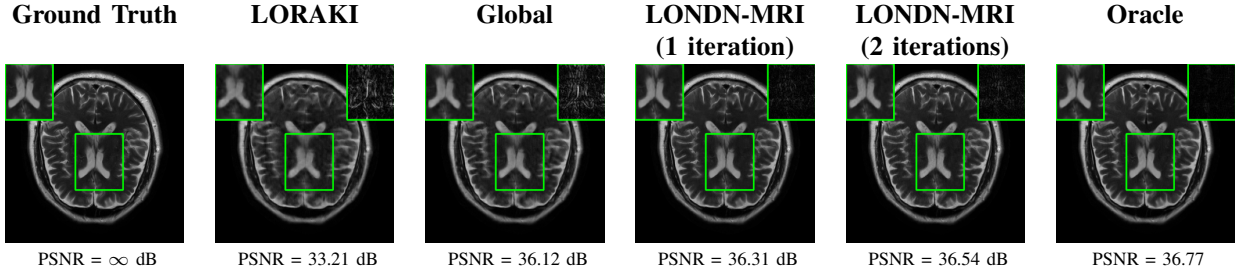 Ground Truth LORAKI Global LONDN-MRI LONDN-MRI Oracle
(1 iteration) (2 iterations)
PSNR = ∞ dB PSNR = 33.21 dB PSNR = 36.12 dB PSNR = 36.31 dB PSNR = 36.54 dB PSNR = 36.77